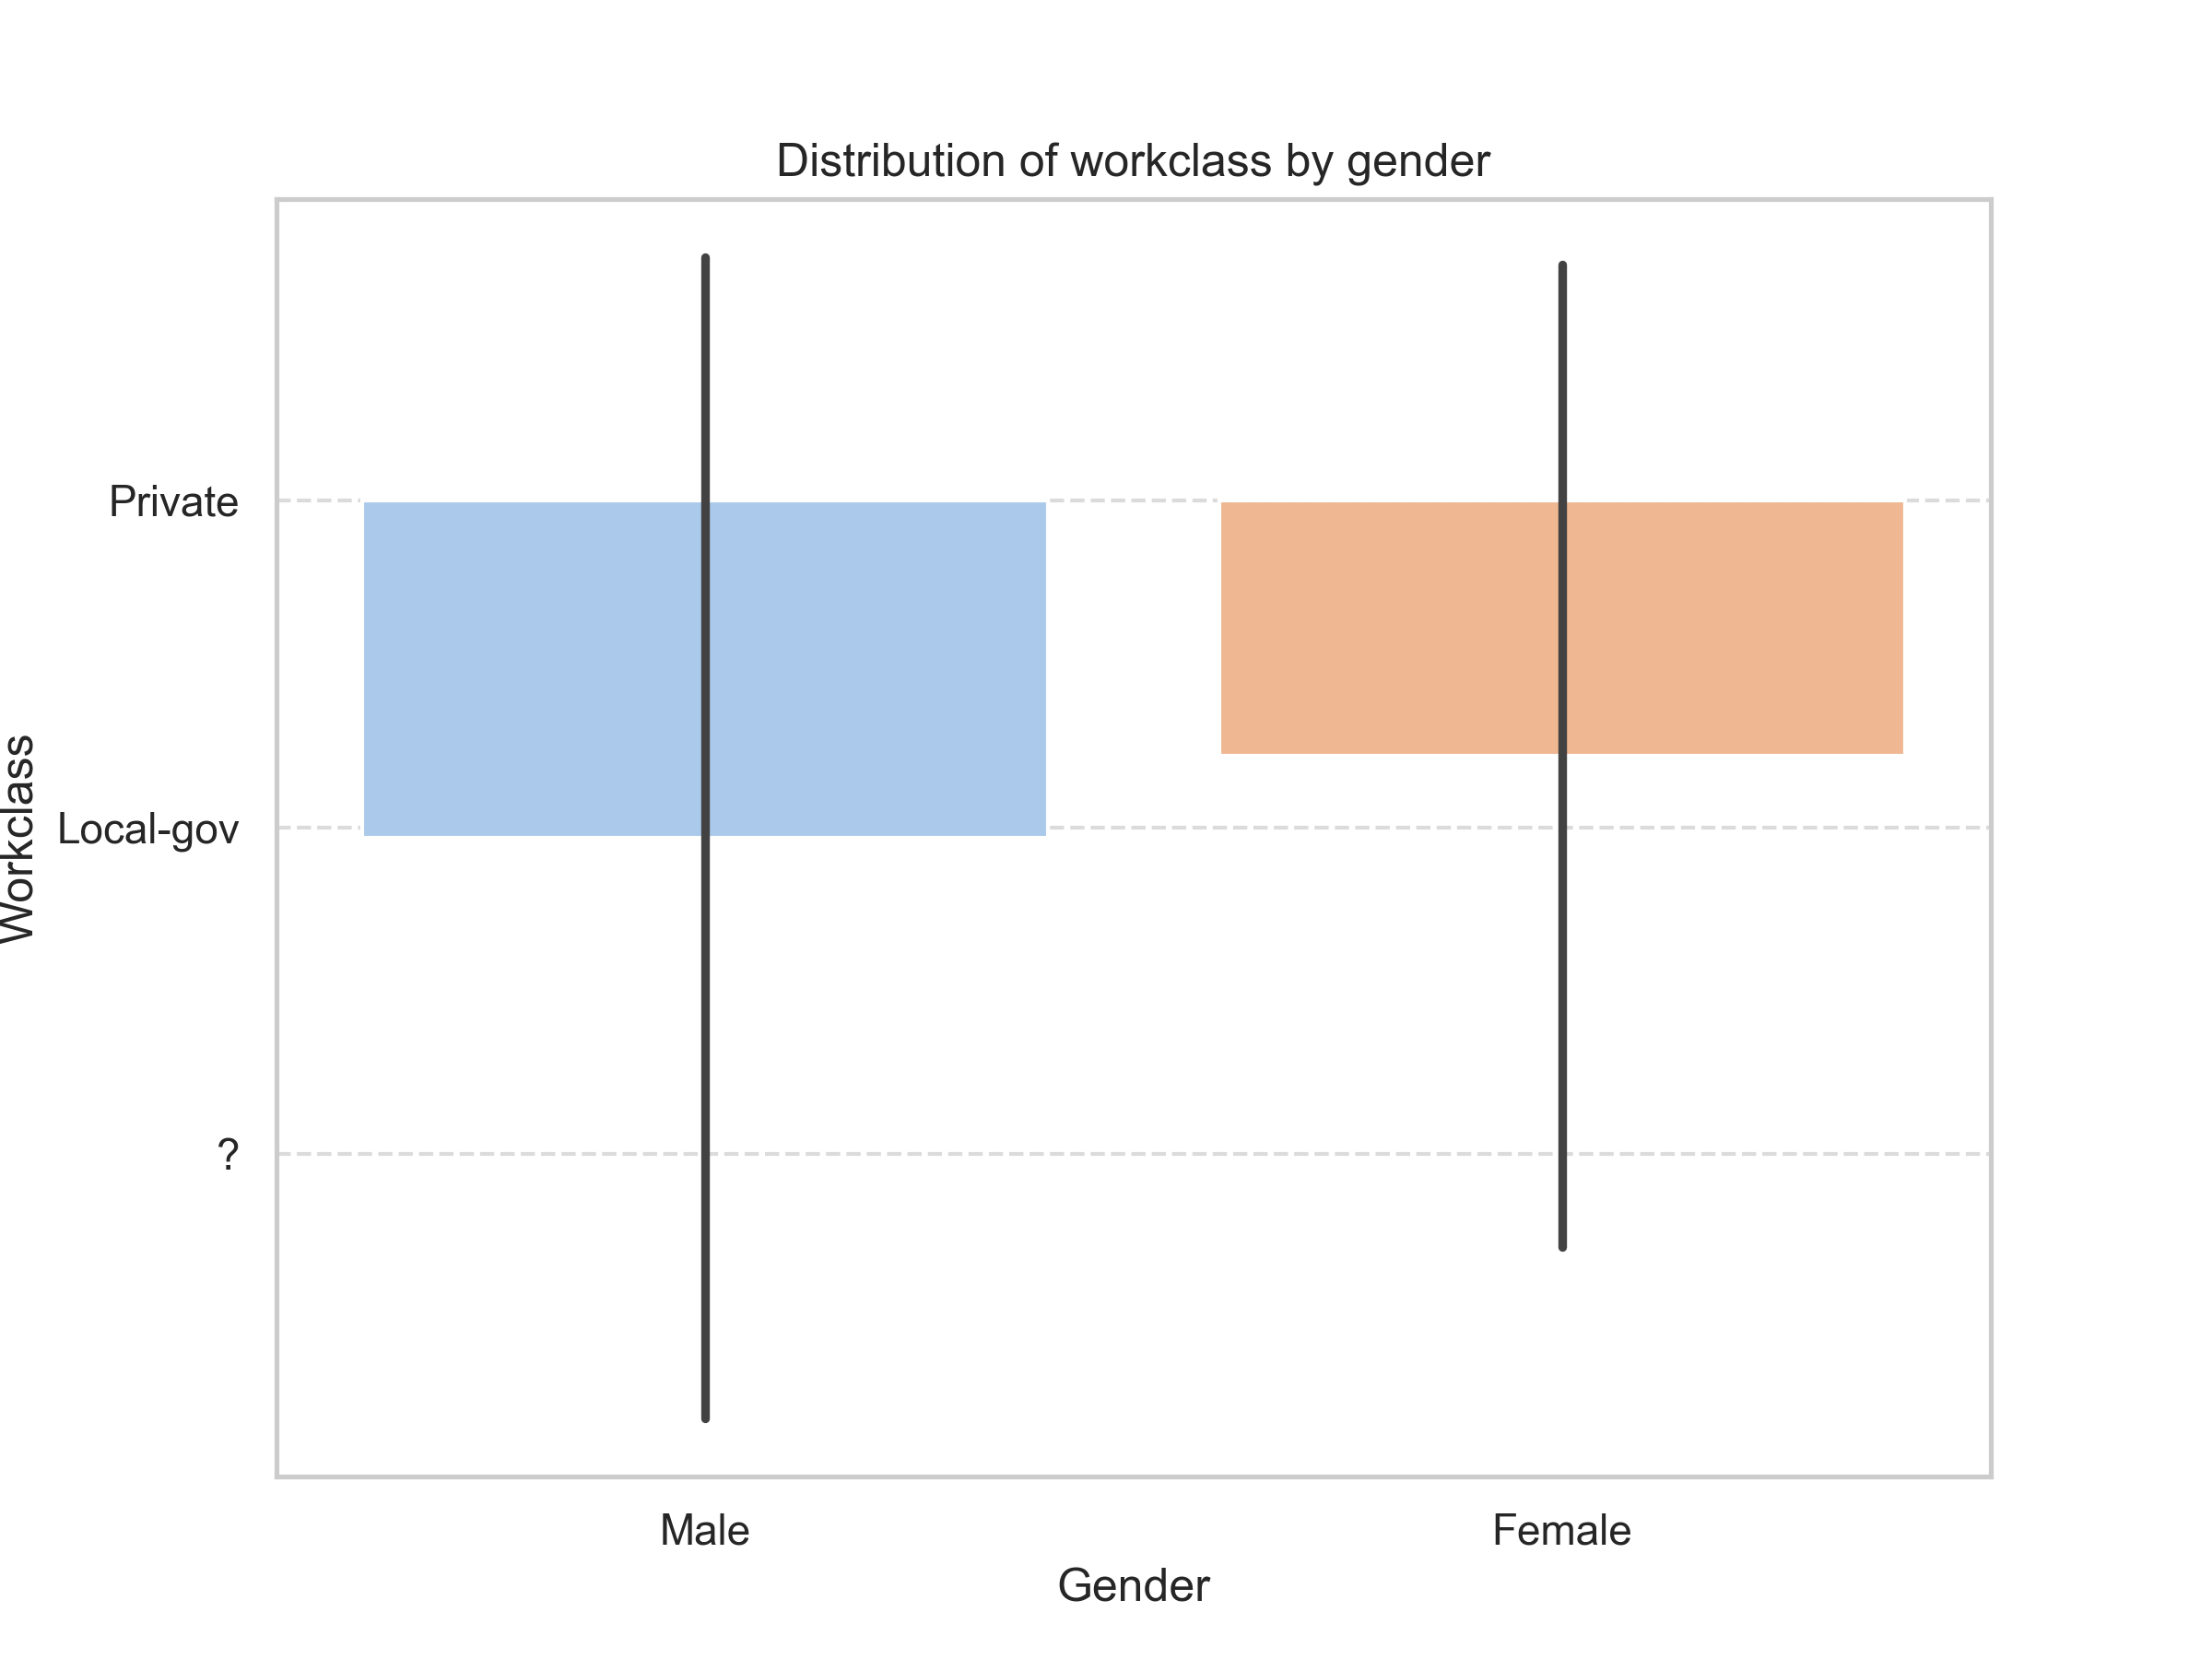 Distribution of workclass by gender
Private
Local-gov
?
Workclass
Male
Female
Gender